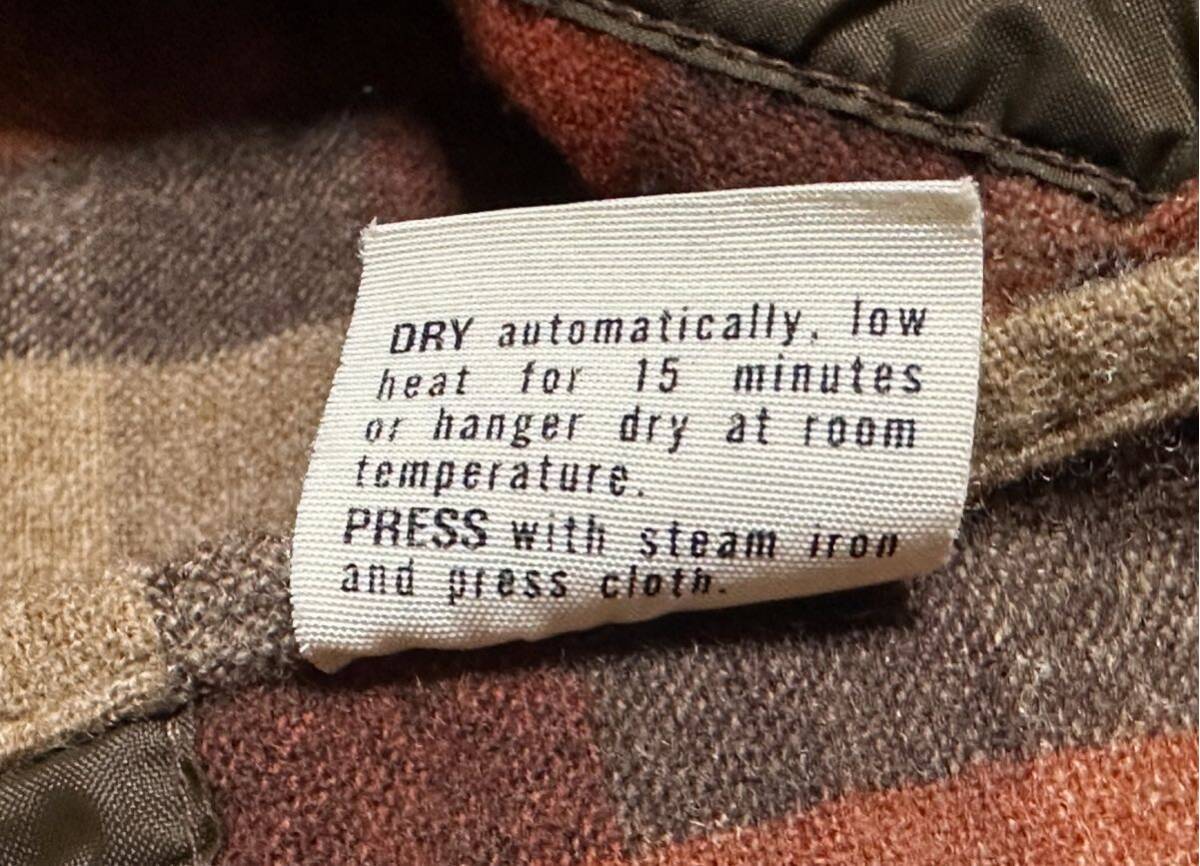 DRY automatically, low
heat for 15 minutes
or hanger dry at room
temperature.
PRESS with steam iron
and press cloth.